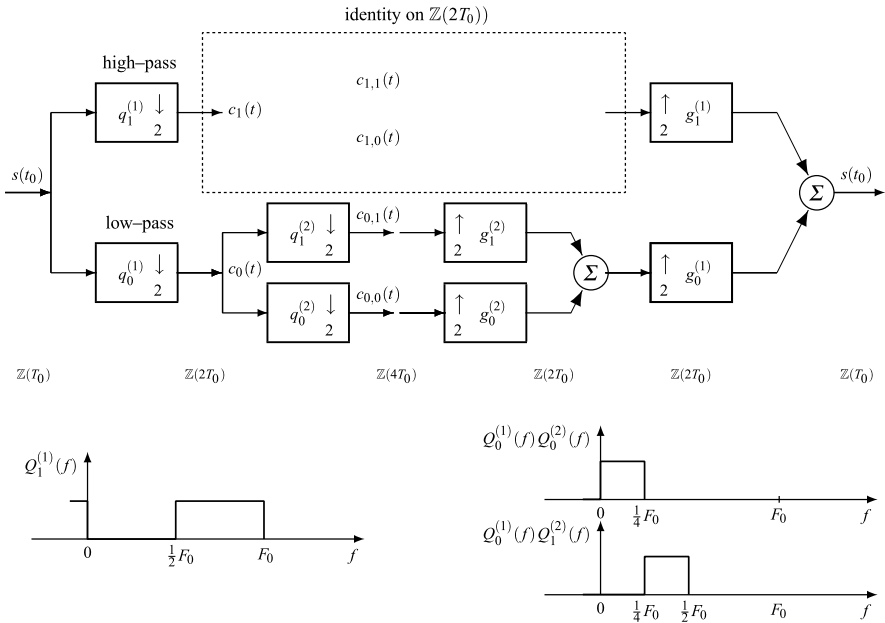 identity on ℤ(2T₀))
high–pass
q₁⁽¹⁾ ↓ 2
c₁(t)
c₁,₁(t)
c₁,₀(t)
↑ 2 g₁⁽¹⁾
s(t₀)
Σ
s(t₀)
low–pass
q₀⁽¹⁾ ↓ 2
c₀(t)
q₁⁽²⁾ ↓ 2
c₀,₁(t)
↑ 2 g₁⁽²⁾
Σ
↑ 2 g₀⁽¹⁾
q₀⁽²⁾ ↓ 2
c₀,₀(t)
↑ 2 g₀⁽²⁾
ℤ(T₀) ℤ(2T₀) ℤ(4T₀) ℤ(2T₀) ℤ(2T₀) ℤ(T₀)
Q₁⁽¹⁾(f)
0 ½F₀ F₀ f
Q₀⁽¹⁾(f) Q₀⁽²⁾(f)
0 ¼F₀ F₀ f
Q₀⁽¹⁾(f) Q₁⁽²⁾(f)
0 ¼F₀ ½F₀ F₀ f